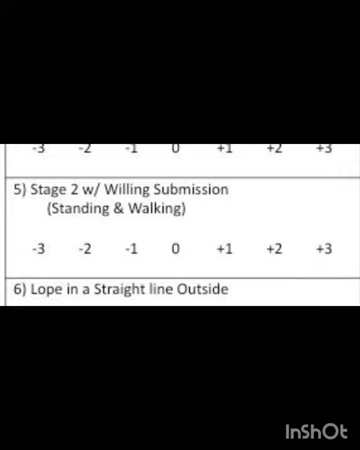 -3 -2 -1 0 +1 +2 +3
5) Stage 2 w/ Willing Submission
(Standing & Walking)
-3 -2 -1 0 +1 +2 +3
6) Lope in a Straight line Outside
InShOt